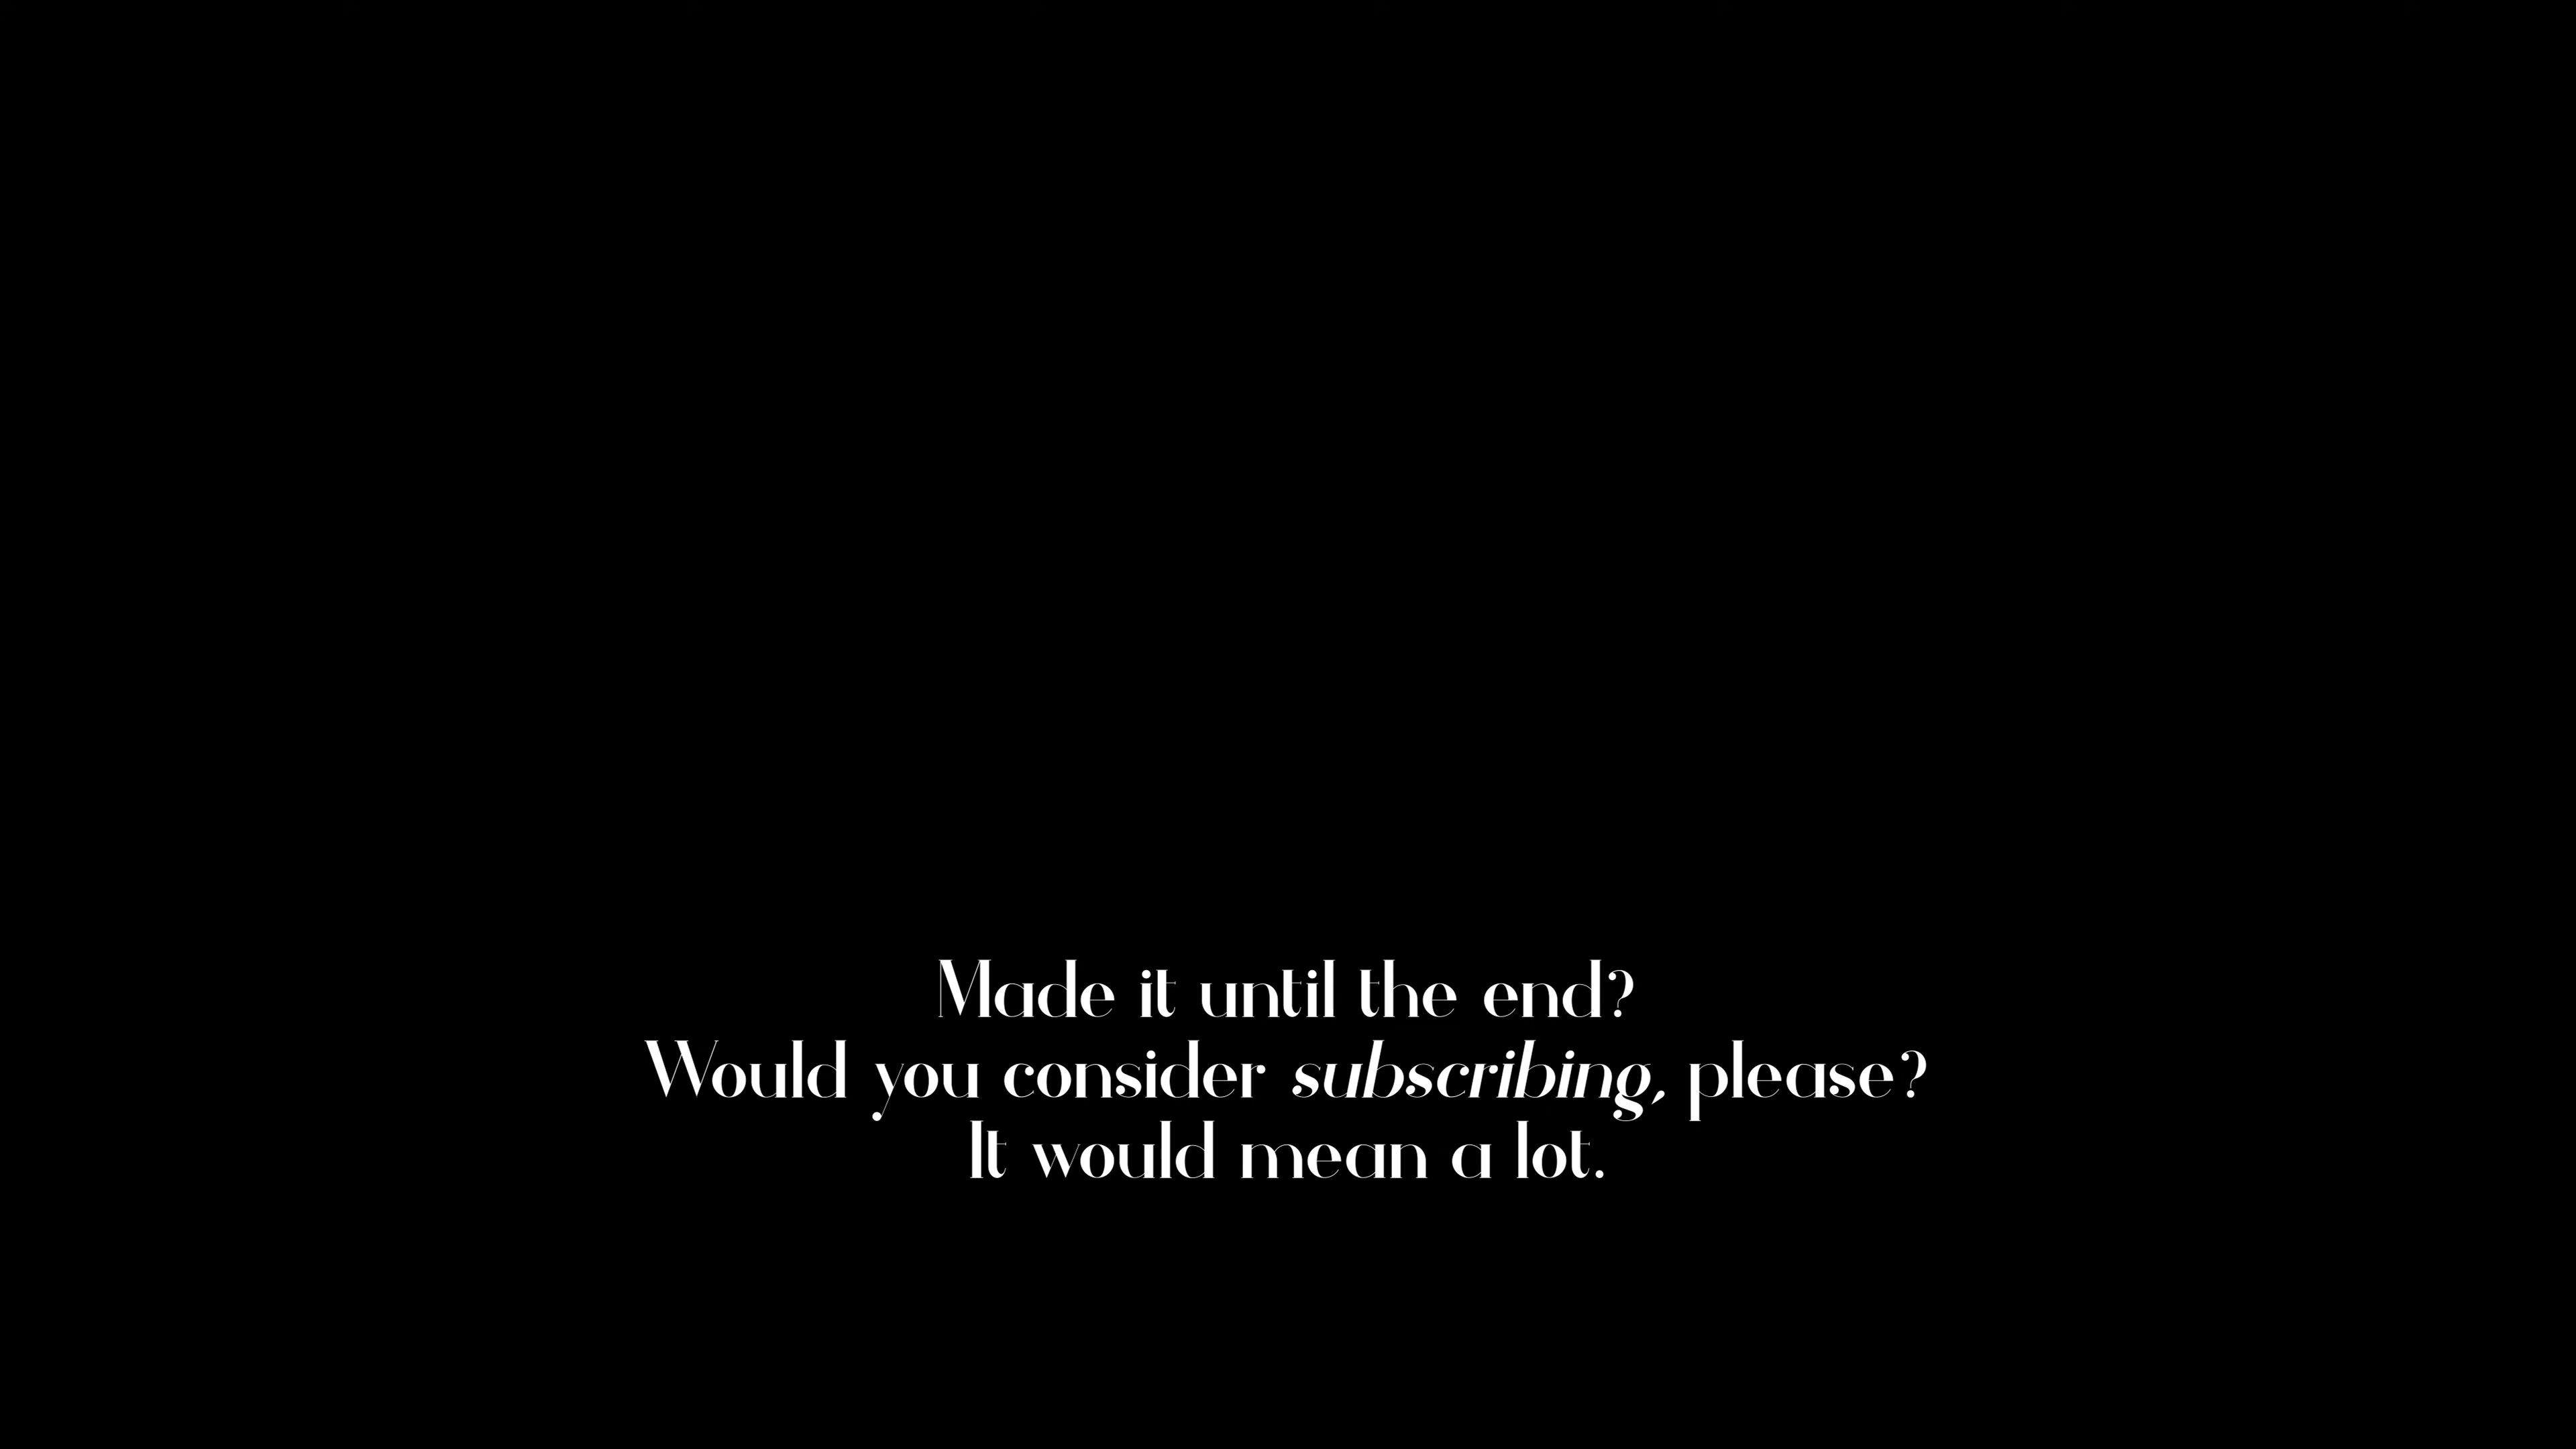 Made it until the end?
Would you consider subscribing, please?
It would mean a lot.